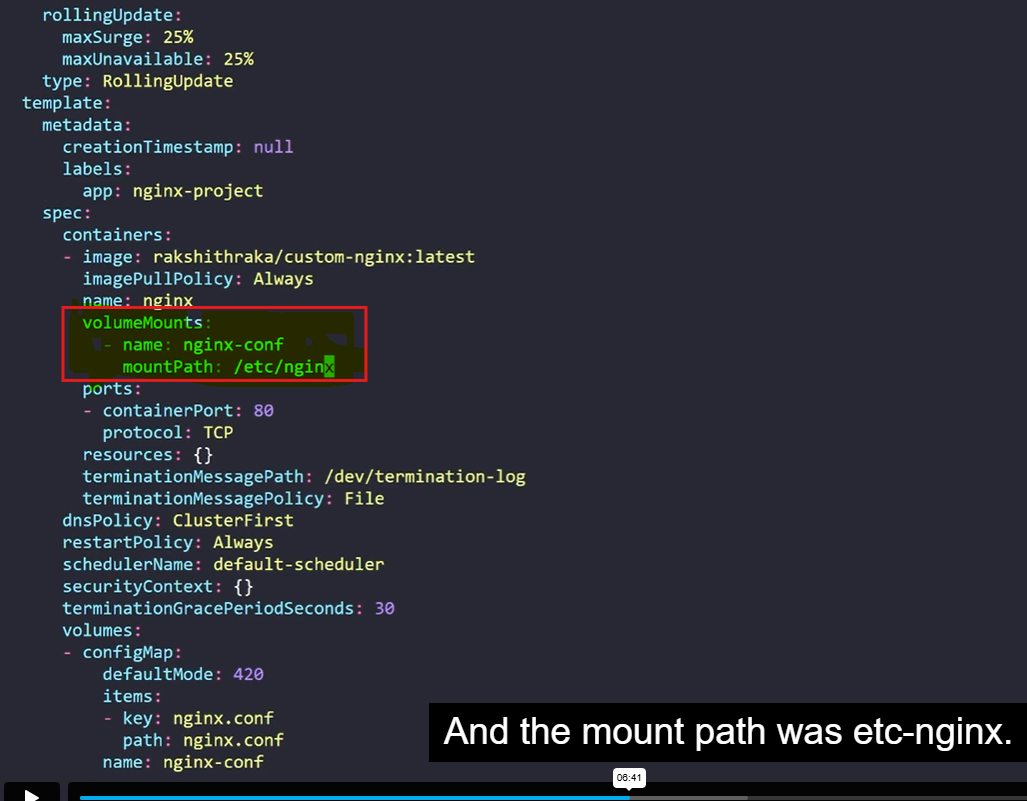 rollingUpdate:
maxSurge: 25%
maxUnavailable: 25%
type: RollingUpdate
template:
metadata:
creationTimestamp: null
labels:
app: nginx-project
spec:
containers:
- image: rakshithraka/custom-nginx:latest
imagePullPolicy: Always
name: nginx
volumeMounts:
- name: nginx-conf
mountPath: /etc/nginx
ports:
- containerPort: 80
protocol: TCP
resources: {}
terminationMessagePath: /dev/termination-log
terminationMessagePolicy: File
dnsPolicy: ClusterFirst
restartPolicy: Always
schedulerName: default-scheduler
securityContext: {}
terminationGracePeriodSeconds: 30
volumes:
- configMap:
defaultMode: 420
items:
- key: nginx.conf
path: nginx.conf
name: nginx-conf
And the mount path was etc-nginx.
06:41